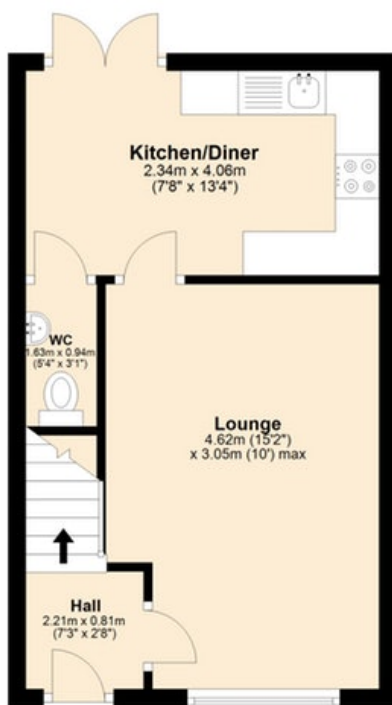 Kitchen/Diner
2.34m x 4.06m
(7'8" x 13'4")
WC
1.63m x 0.94m
(5'4" x 3'1")
Lounge
4.62m (15'2")
x 3.05m (10') max
Hall
2.21m x 0.81m
(7'3" x 2'8")